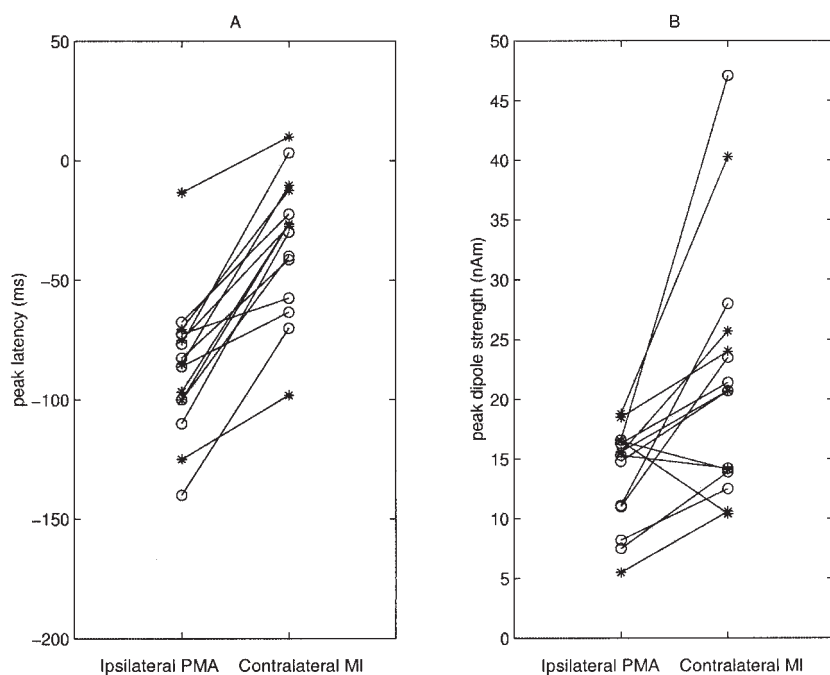 A
50
0
−50
−100
−150
−200
peak latency (ms)
Ipsilateral PMA Contralateral MI
B
50
45
40
35
30
25
20
15
10
5
0
peak dipole strength (nAm)
Ipsilateral PMA Contralateral MI